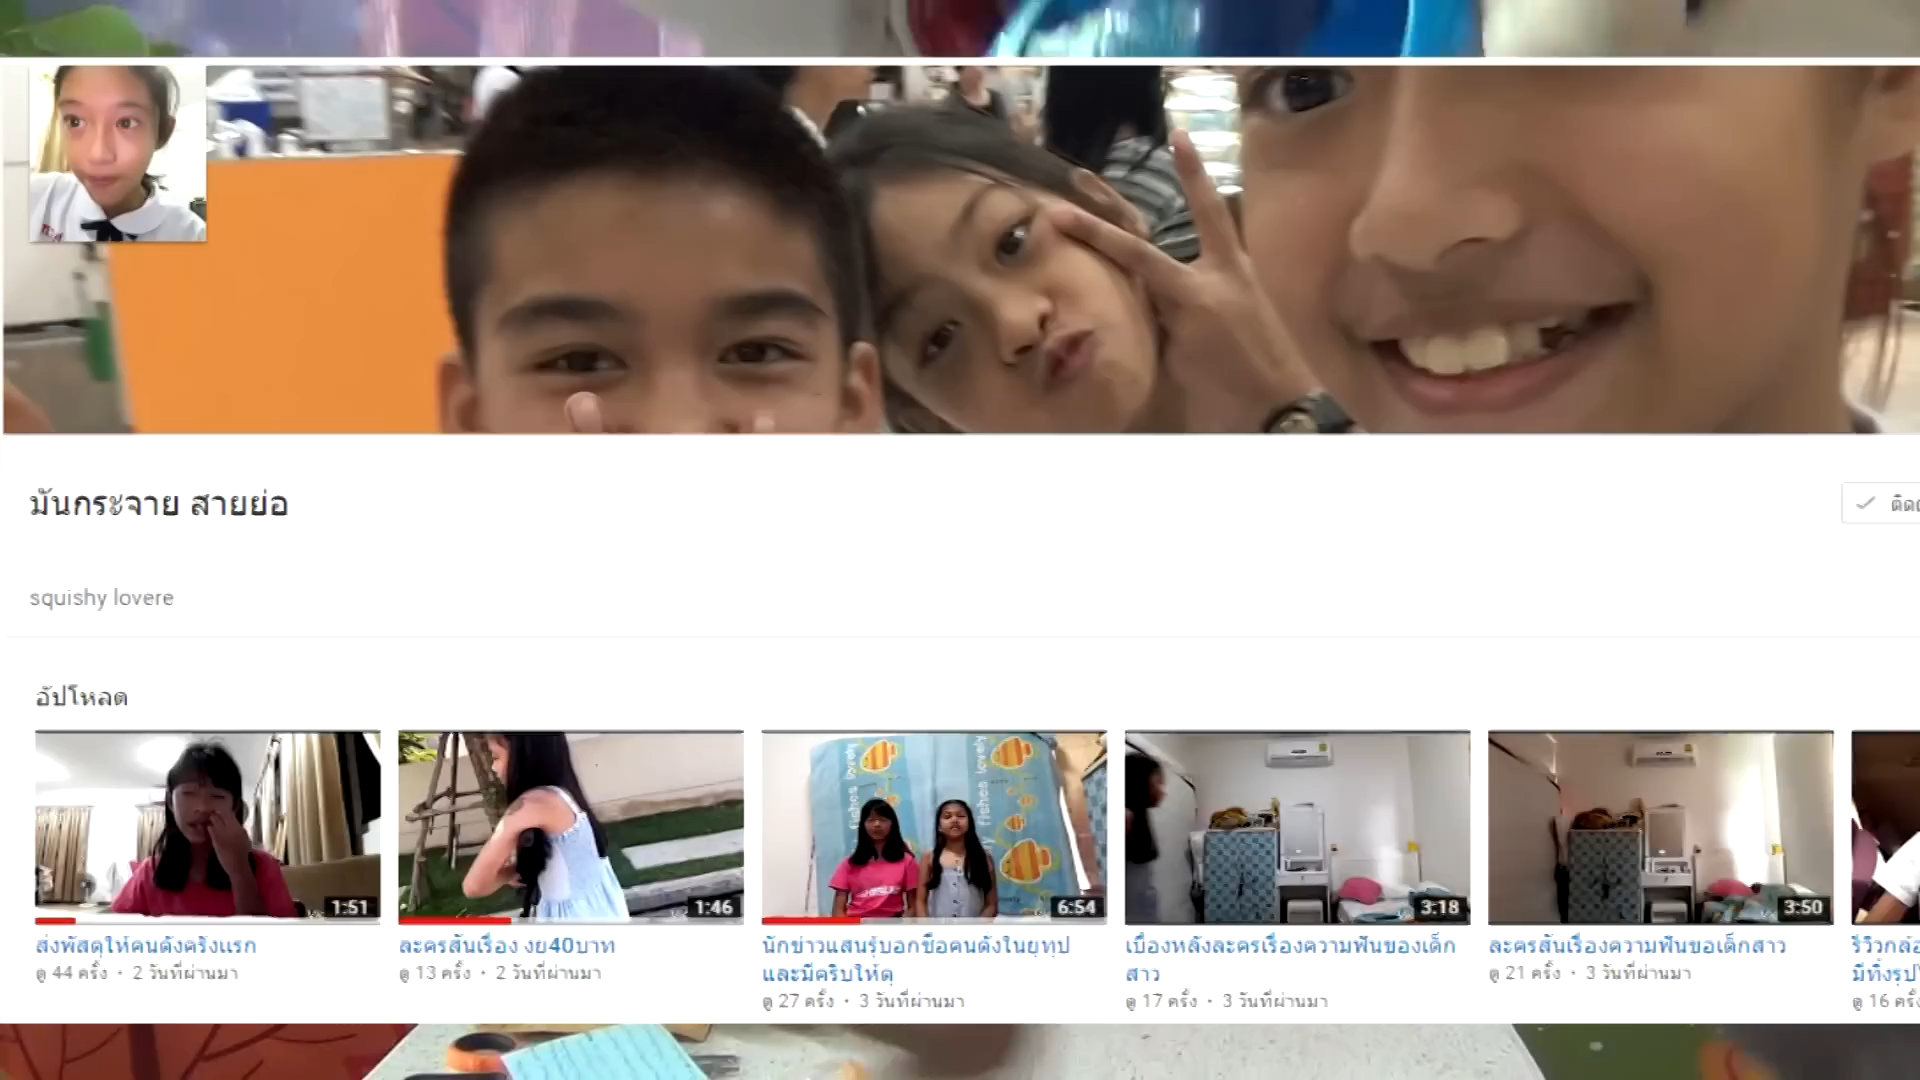 มันกระจาย สายย่อ
squishy lovere
อัปโหลด
fishes lovely
fishes lovely
1:51
1:46
6:54
3:18
3:50
ส่งพัสดุให้คนดังครั้งแรก
ละครสั้นเรื่อง งย40บาท
นักข่าวแสนรู้บอกชื่อคนดังในยูทูป
และมีคริบให้ดู
เบื้องหลังละครเรื่องความฟันของเด็ก
สาว
ละครสั้นเรื่องความฟันขอเด็กสาว
ดู 44 ครั้ง • 2 วันที่ผ่านมา
ดู 13 ครั้ง • 2 วันที่ผ่านมา
ดู 27 ครั้ง • 3 วันที่ผ่านมา
ดู 17 ครั้ง • 3 วันที่ผ่านมา
ดู 21 ครั้ง • 3 วันที่ผ่านมา
ดู 16